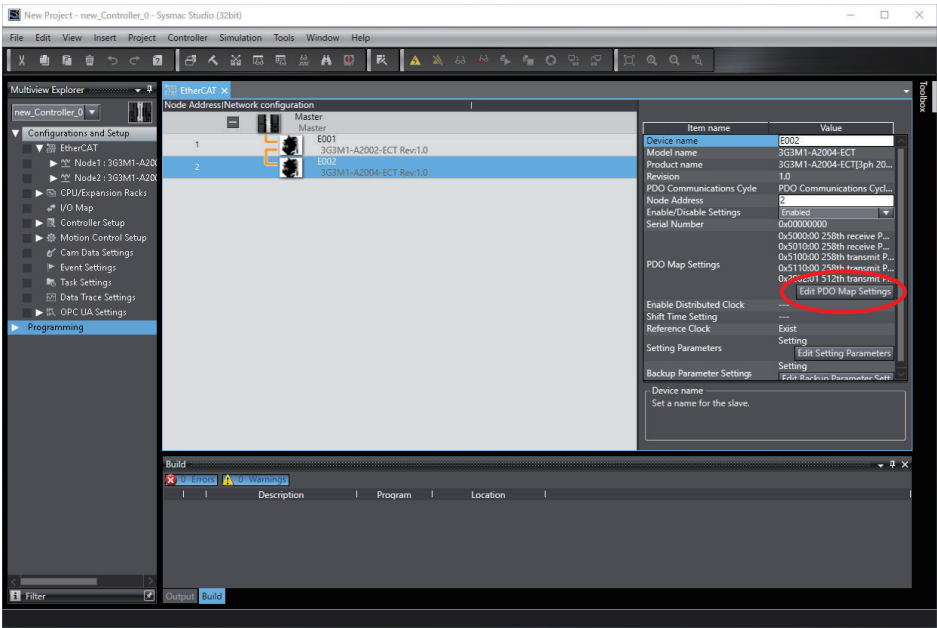 New Project - new_Controller_0 - Sysmac Studio (32bit)
File Edit View Insert Project Controller Simulation Tools Window Help
Multiview Explorer
new_Controller_0
Configurations and Setup
EtherCAT
Node1 : 3G3M1-A20
Node2 : 3G3M1-A20
CPU/Expansion Racks
I/O Map
Controller Setup
Motion Control Setup
Cam Data Settings
Event Settings
Task Settings
Data Trace Settings
OPC UA Settings
Programming
Filter
EtherCAT
Node Address|Network configuration
Master
Master
1
E001
3G3M1-A2002-ECT Rev:1.0
2
E002
3G3M1-A2004-ECT Rev:1.0
Item name Value
Device name E002
Model name 3G3M1-A2004-ECT
Product name 3G3M1-A2004-ECT[3ph 20...
Revision 1.0
PDO Communications Cycle PDO Communications Cycl...
Node Address 2
Enable/Disable Settings Enabled
Serial Number 0x00000000
PDO Map Settings
0x5000:00 258th receive P...
0x5010:00 258th receive P...
0x5100:00 258th transmit P...
0x5110:00 258th transmit P...
0x2002:01 512th transmit P...
Edit PDO Map Settings
Enable Distributed Clock ---
Shift Time Setting ---
Reference Clock Exist
Setting Parameters
Setting
Edit Setting Parameters
Backup Parameter Settings
Setting
Edit Backup Parameter Sett
Device name
Set a name for the slave.
Toolbox
Build
0 Errors 0 Warnings
Description Program Location
Output Build